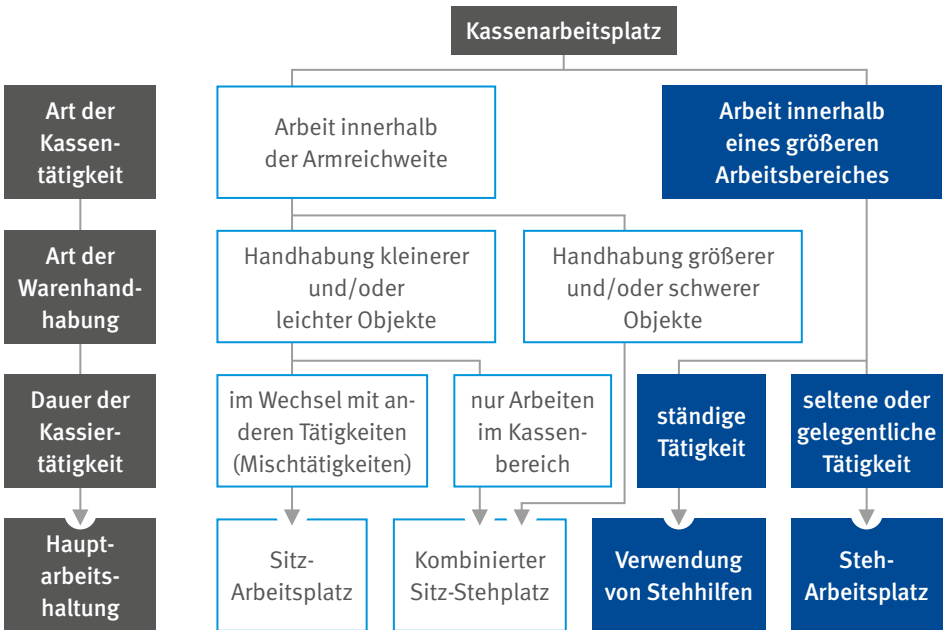 Kassenarbeitsplatz
Art der
Kassen-
tätigkeit
Arbeit innerhalb
der Armreichweite
Arbeit innerhalb
eines größeren
Arbeitsbereiches
Art der
Warenhand-
habung
Handhabung kleinerer
und/oder
leichter Objekte
Handhabung größerer
und/oder schwerer
Objekte
Dauer der
Kassier-
tätigkeit
im Wechsel mit an-
deren Tätigkeiten
(Mischtätigkeiten)
nur Arbeiten
im Kassen-
bereich
ständige
Tätigkeit
seltene oder
gelegentliche
Tätigkeit
Haupt-
arbeits-
haltung
Sitz-
Arbeitsplatz
Kombinierter
Sitz-Stehplatz
Verwendung
von Stehhilfen
Steh-
Arbeitsplatz